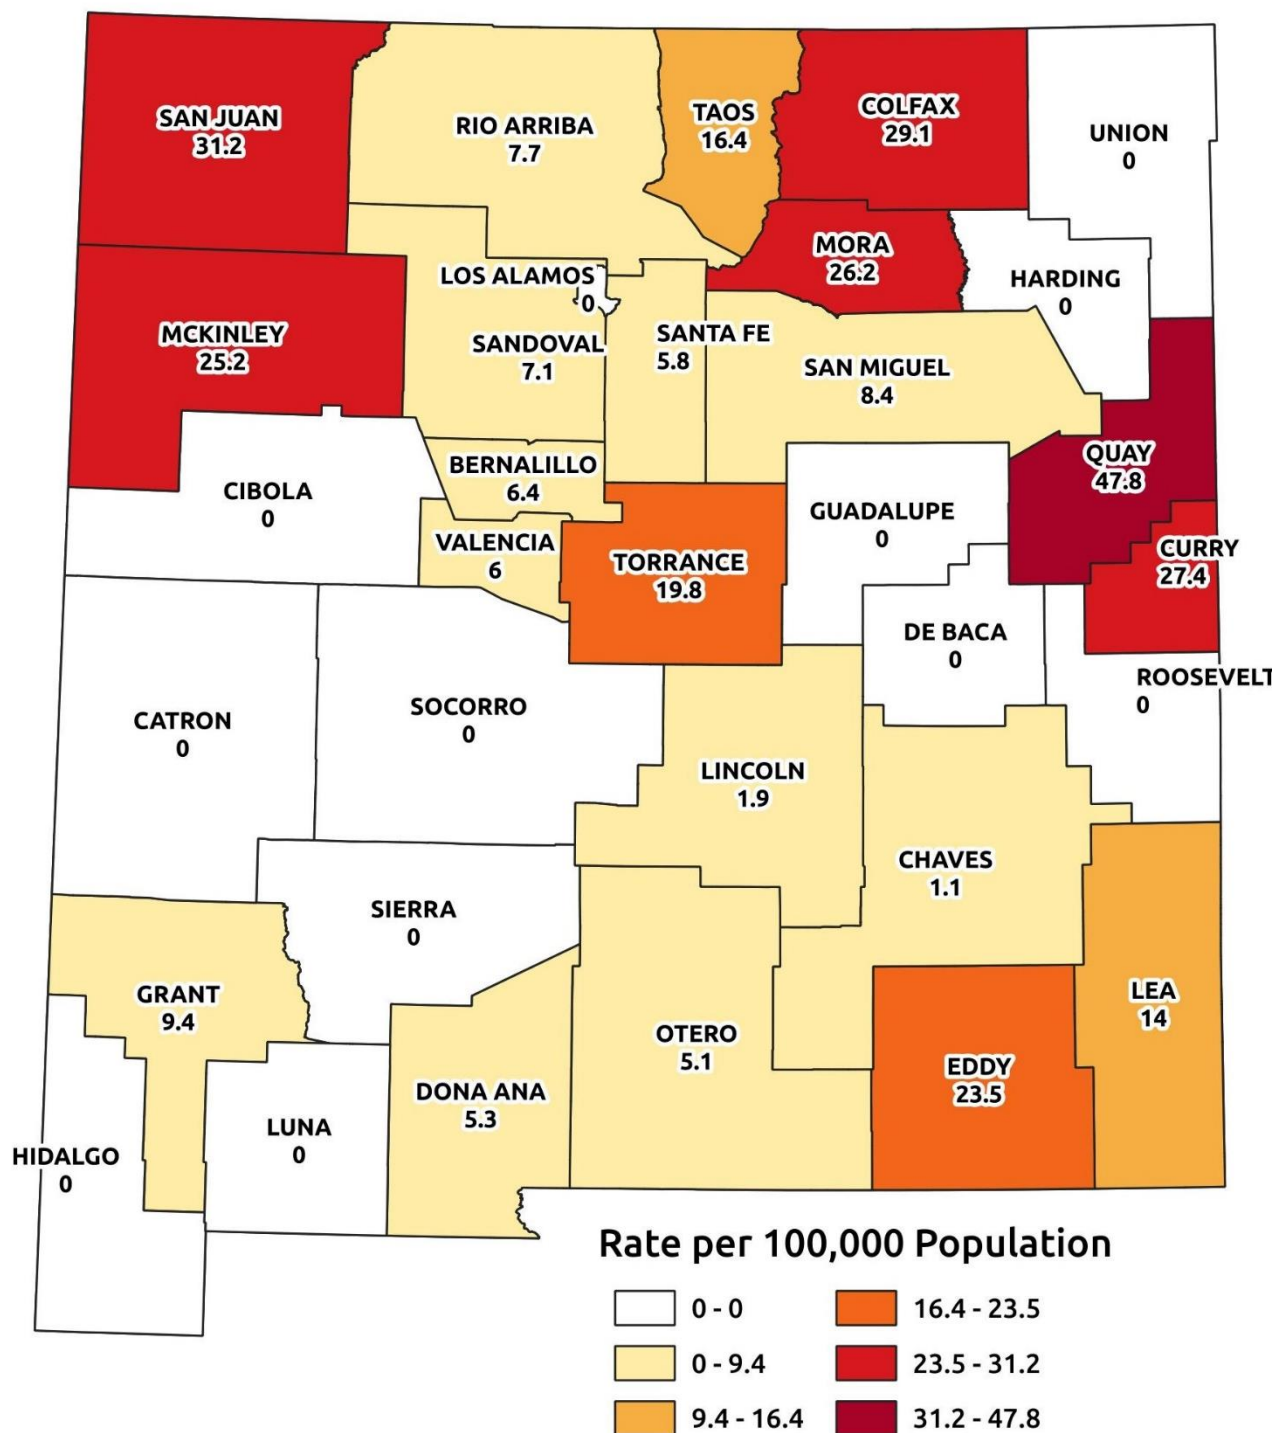 SAN JUAN
31.2
RIO ARRIBA
7.7
TAOS
16.4
COLFAX
29.1
UNION
0
MORA
26.2
HARDING
0
LOS ALAMOS
0
MCKINLEY
25.2
SANDOVAL
7.1
SANTA FE
5.8
SAN MIGUEL
8.4
QUAY
47.8
BERNALILLO
6.4
CIBOLA
0
GUADALUPE
0
VALENCIA
6
TORRANCE
19.8
CURRY
27.4
DE BACA
0
ROOSEVELT
0
CATRON
0
SOCORRO
0
LINCOLN
1.9
CHAVES
1.1
SIERRA
0
GRANT
9.4
LEA
14
OTERO
5.1
EDDY
23.5
DONA ANA
5.3
LUNA
0
HIDALGO
0
Rate per 100,000 Population
0 - 0
0 - 9.4
9.4 - 16.4
16.4 - 23.5
23.5 - 31.2
31.2 - 47.8